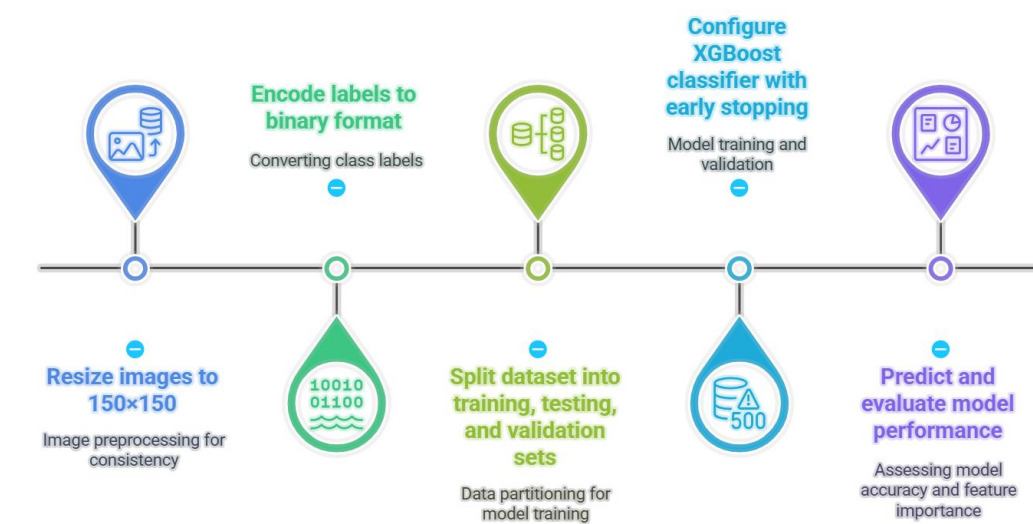 Resize images to
150×150
Image preprocessing for
consistency
Encode labels to
binary format
Converting class labels
10010
01100
Split dataset into
training, testing,
and validation
sets
Data partitioning for
model training
Configure
XGBoost
classifier with
early stopping
Model training and
validation
500
Predict and
evaluate model
performance
Assessing model
accuracy and feature
importance